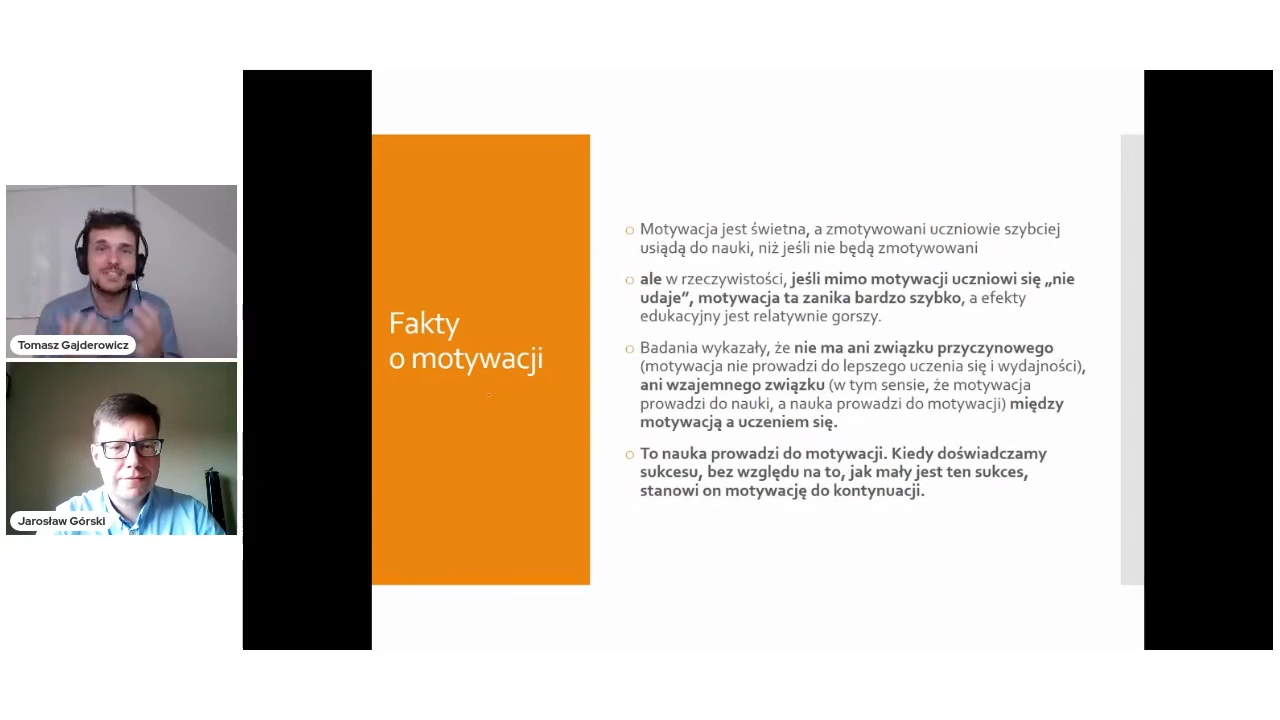 Tomasz Gajderowicz
Jarosław Górski
Fakty
o motywacji
o Motywacja jest świetna, a zmotywowani uczniowie szybciej
usiądą do nauki, niż jeśli nie będą zmotywowani
o ale w rzeczywistości, jeśli mimo motywacji uczniowi się „nie
udaje”, motywacja ta zanika bardzo szybko, a efekty
edukacyjny jest relatywnie gorszy.
o Badania wykazały, że nie ma ani związku przyczynowego
(motywacja nie prowadzi do lepszego uczenia się i wydajności),
ani wzajemnego związku (w tym sensie, że motywacja
prowadzi do nauki, a nauka prowadzi do motywacji) między
motywacją a uczeniem się.
o To nauka prowadzi do motywacji. Kiedy doświadczamy
sukcesu, bez względu na to, jak mały jest ten sukces,
stanowi on motywację do kontynuacji.